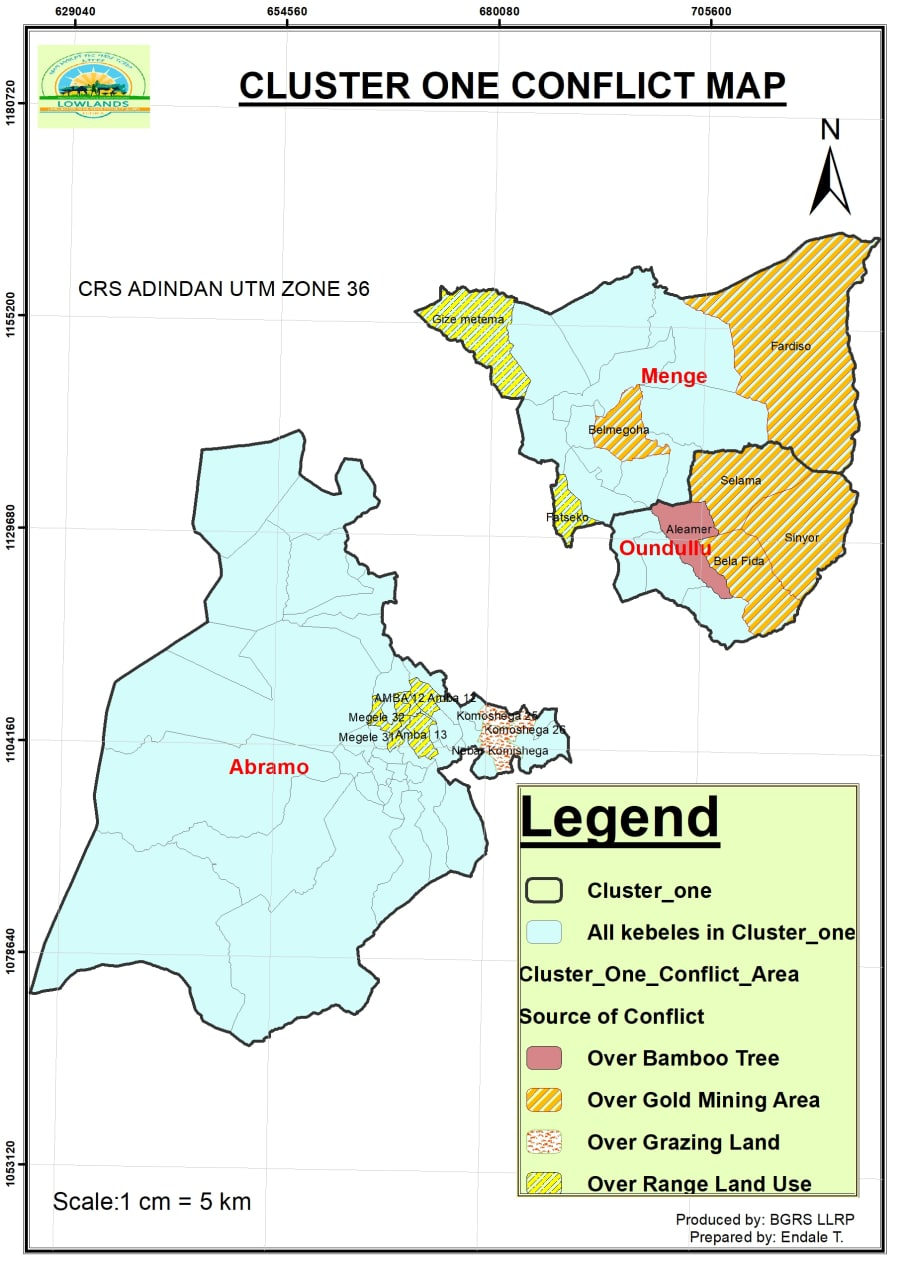 629040 654560 680080 705600
1180720
1155200
1129680
1104160
1078640
1053120
LOWLANDS
CLUSTER ONE CONFLICT MAP
N
CRS ADINDAN UTM ZONE 36
Gize metema
Fardiso
Menge
Belmegoha
Selama
Fatseko
Aleamer
Sinyor
Oundullu
Bela Fida
AMBA 12 Amba 12
Megele 32
Komoshega 25
Komoshega 26
Megele 31 Amba 13
Nebar Komishega
Abramo
Legend
Cluster_one
All kebeles in Cluster_one
Cluster_One_Conflict_Area
Source of Conflict
Over Bamboo Tree
Over Gold Mining Area
Over Grazing Land
Over Range Land Use
Scale:1 cm = 5 km
Produced by: BGRS LLRP
Prepared by: Endale T.